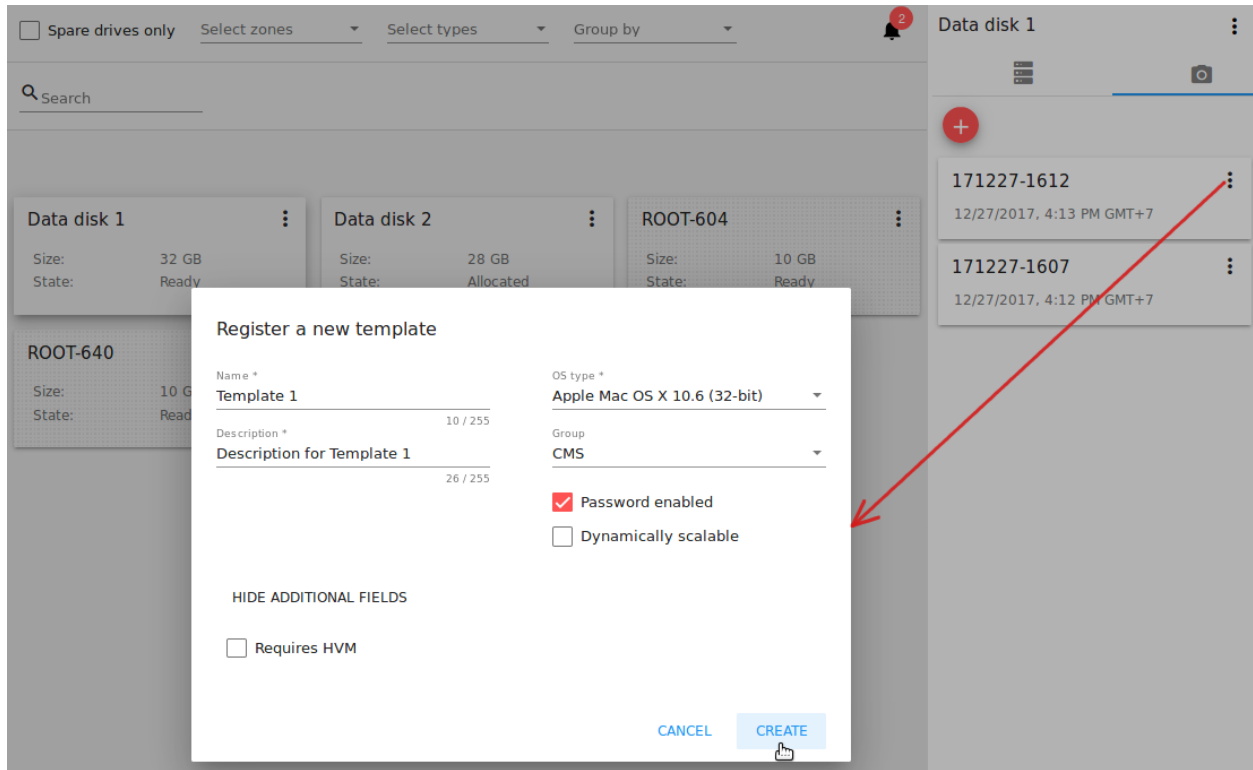 Spare drives only
Select zones
Select types
Group by
2
Search
Data disk 1
Size: 32 GB
State: Ready
Data disk 2
Size: 28 GB
State: Allocated
ROOT-604
Size: 10 GB
State: Ready
ROOT-640
Size: 10 G
State: Read
Data disk 1
171227-1612
12/27/2017, 4:13 PM GMT+7
171227-1607
12/27/2017, 4:12 PM GMT+7
Register a new template
Name *
Template 1
10 / 255
Description *
Description for Template 1
26 / 255
OS type *
Apple Mac OS X 10.6 (32-bit)
Group
CMS
Password enabled
Dynamically scalable
HIDE ADDITIONAL FIELDS
Requires HVM
CANCEL
CREATE